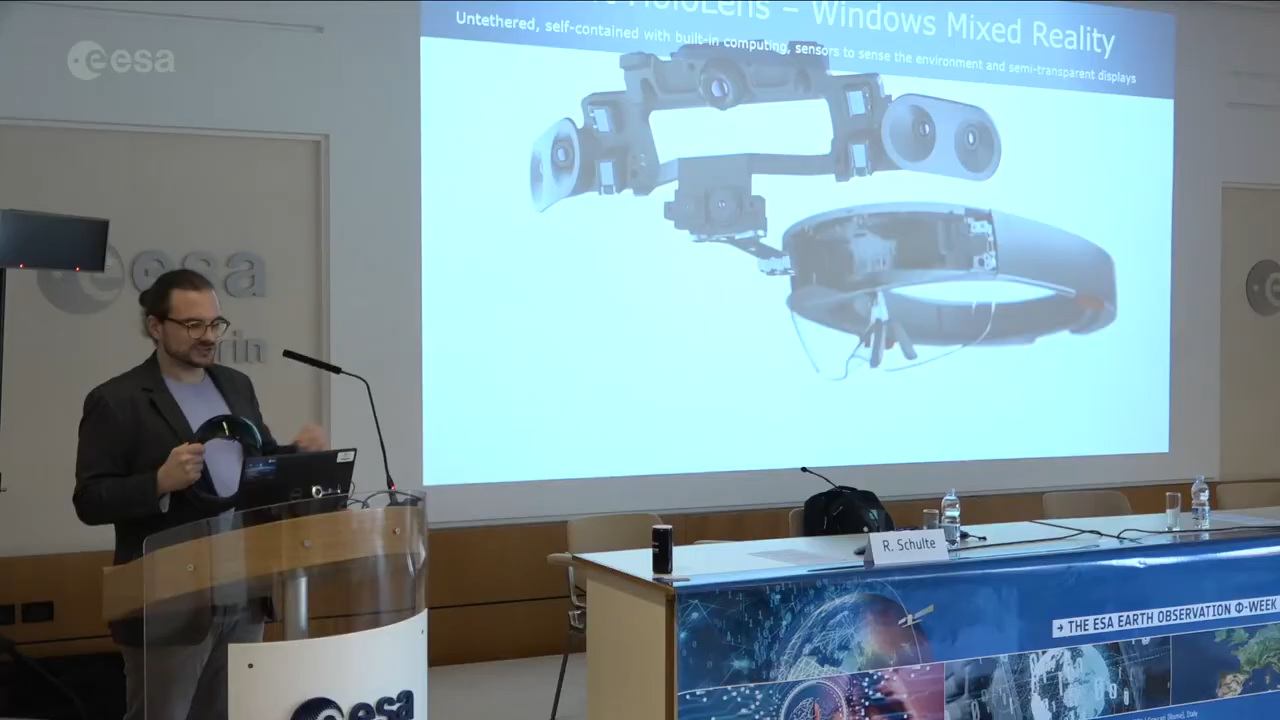 HoloLens – Windows Mixed Reality
Untethered, self-contained with built-in computing, sensors to sense the environment and semi-transparent displays
esa
esa
rin
R. Schulte
→ THE ESA EARTH OBSERVATION Φ-WEEK
esa